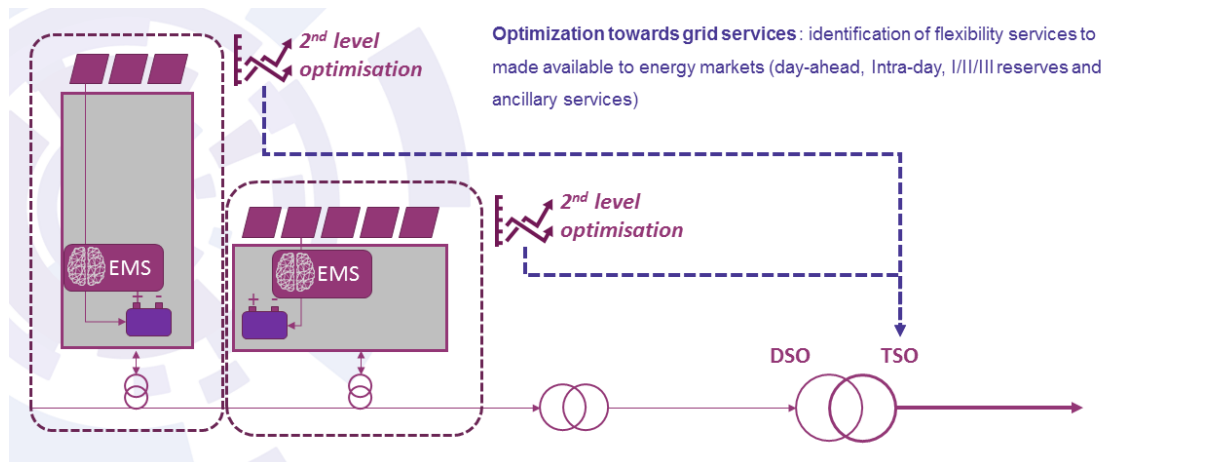 2nd level
optimisation
Optimization towards grid services: identification of flexibility services to
made available to energy markets (day-ahead, Intra-day, I/II/III reserves and
ancillary services)
2nd level
optimisation
EMS
+ -
EMS
+ -
DSO
TSO